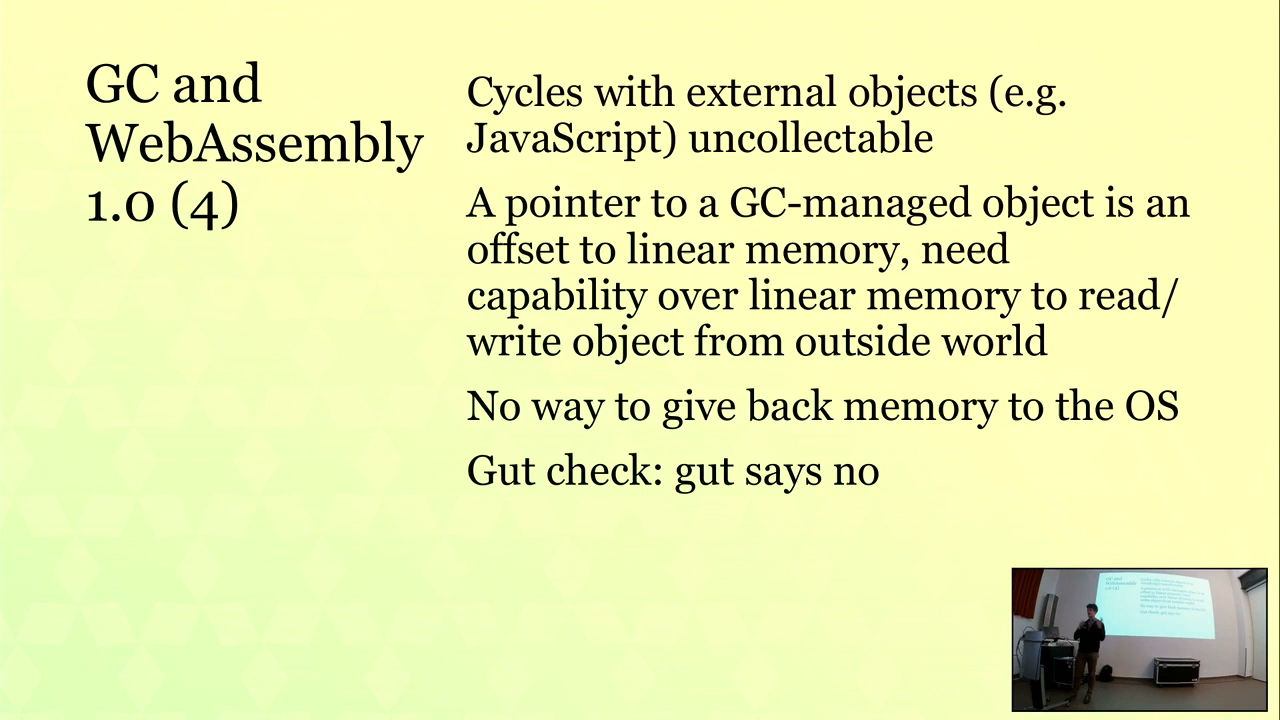 GC and
WebAssembly
1.0 (4)
Cycles with external objects (e.g.
JavaScript) uncollectable
A pointer to a GC-managed object is an
offset to linear memory, need
capability over linear memory to read/
write object from outside world
No way to give back memory to the OS
Gut check: gut says no